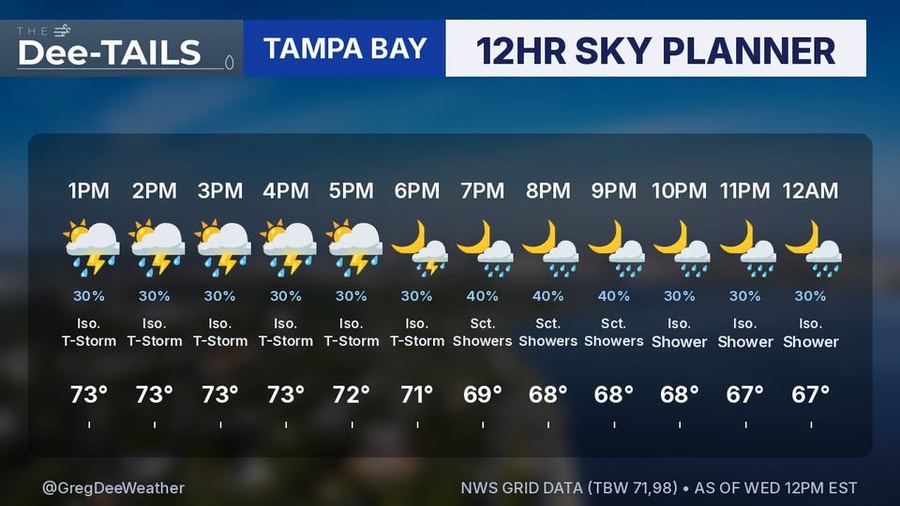 THE
Dee-TAILS
TAMPA BAY
12HR SKY PLANNER
1PM 2PM 3PM 4PM 5PM 6PM 7PM 8PM 9PM 10PM 11PM 12AM
30% 30% 30% 30% 30% 30% 40% 40% 40% 30% 30% 30%
Iso. Iso. Iso. Iso. Iso. Iso. Sct. Sct. Sct. Iso. Iso. Iso.
T-Storm T-Storm T-Storm T-Storm T-Storm T-Storm Showers Showers Showers Shower Shower Shower
73° 73° 73° 73° 72° 71° 69° 68° 68° 68° 67° 67°
@GregDeeWeather
NWS GRID DATA (TBW 71,98) • AS OF WED 12PM EST